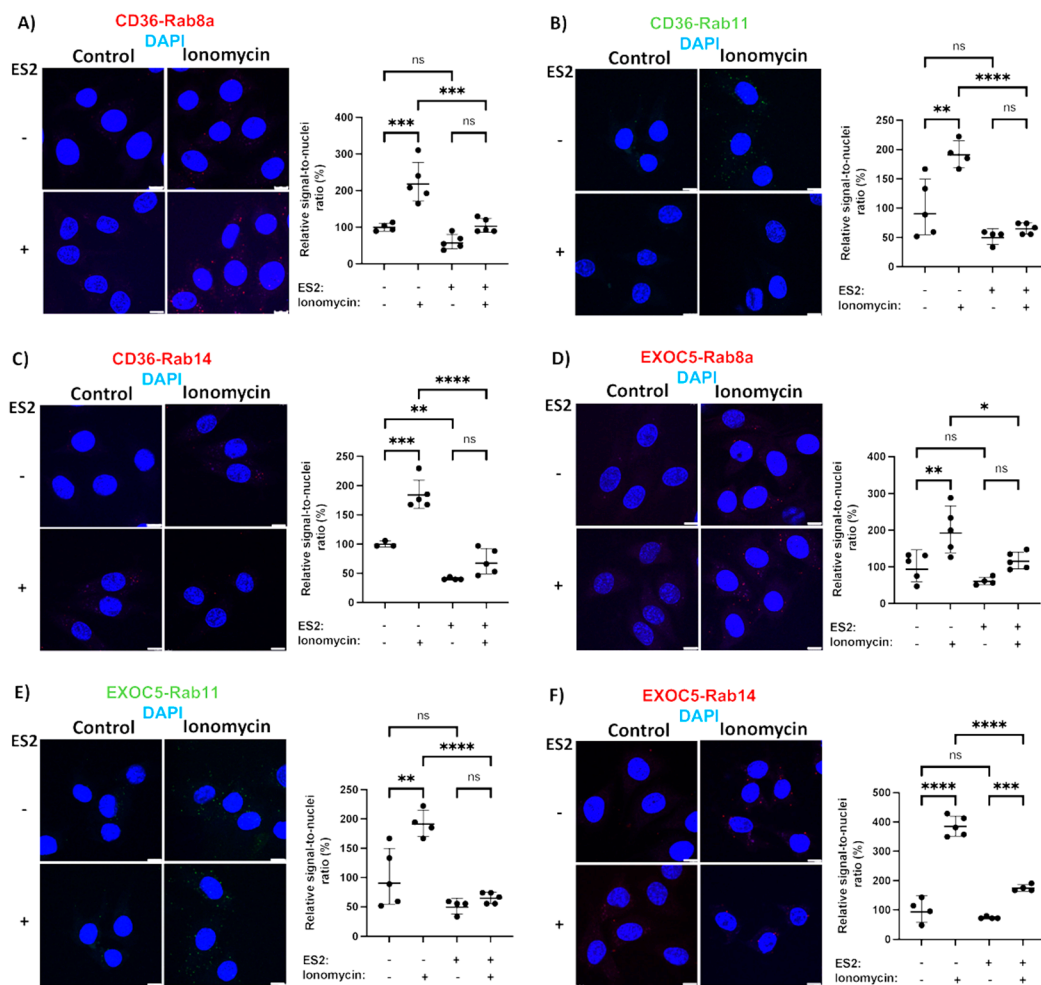 A)
CD36-Rab8a
DAPI
Control Ionomycin
ES2
-
+
ns
***
***
ns
Relative signal-to-nuclei
ratio (%)
400
300
200
100
0
ES2: - - + +
Ionomycin: - + - +
B)
CD36-Rab11
DAPI
Control Ionomycin
ES2
-
+
ns
****
**
ns
Relative signal-to-nuclei
ratio (%)
250
200
150
100
50
0
ES2: - - + +
Ionomycin: - + - +
C)
CD36-Rab14
DAPI
Control Ionomycin
ES2
-
+
****
**
***
ns
Relative signal-to-nuclei
ratio (%)
250
200
150
100
50
0
ES2: - - + +
Ionomycin: - + - +
D)
EXOC5-Rab8a
DAPI
Control Ionomycin
ES2
-
+
*
ns
**
ns
Relative signal-to-nuclei
ratio (%)
400
300
200
100
0
ES2: - - + +
Ionomycin: - + - +
E)
EXOC5-Rab11
DAPI
Control Ionomycin
ES2
-
+
ns
****
**
ns
Relative signal-to-nuclei
ratio (%)
250
200
150
100
50
0
ES2: - - + +
Ionomycin: - + - +
F)
EXOC5-Rab14
DAPI
Control Ionomycin
ES2
-
+
****
ns
****
***
Relative signal-to-nuclei
ratio (%)
500
400
300
200
100
0
ES2: - - + +
Ionomycin: - + - +